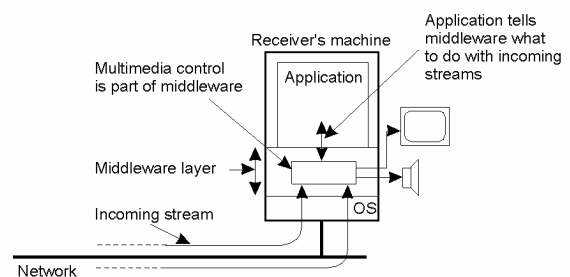 Application tells
middleware what
to do with incoming
streams
Receiver's machine
Multimedia control
is part of middleware
Application
Middleware layer
Incoming stream
OS
Network